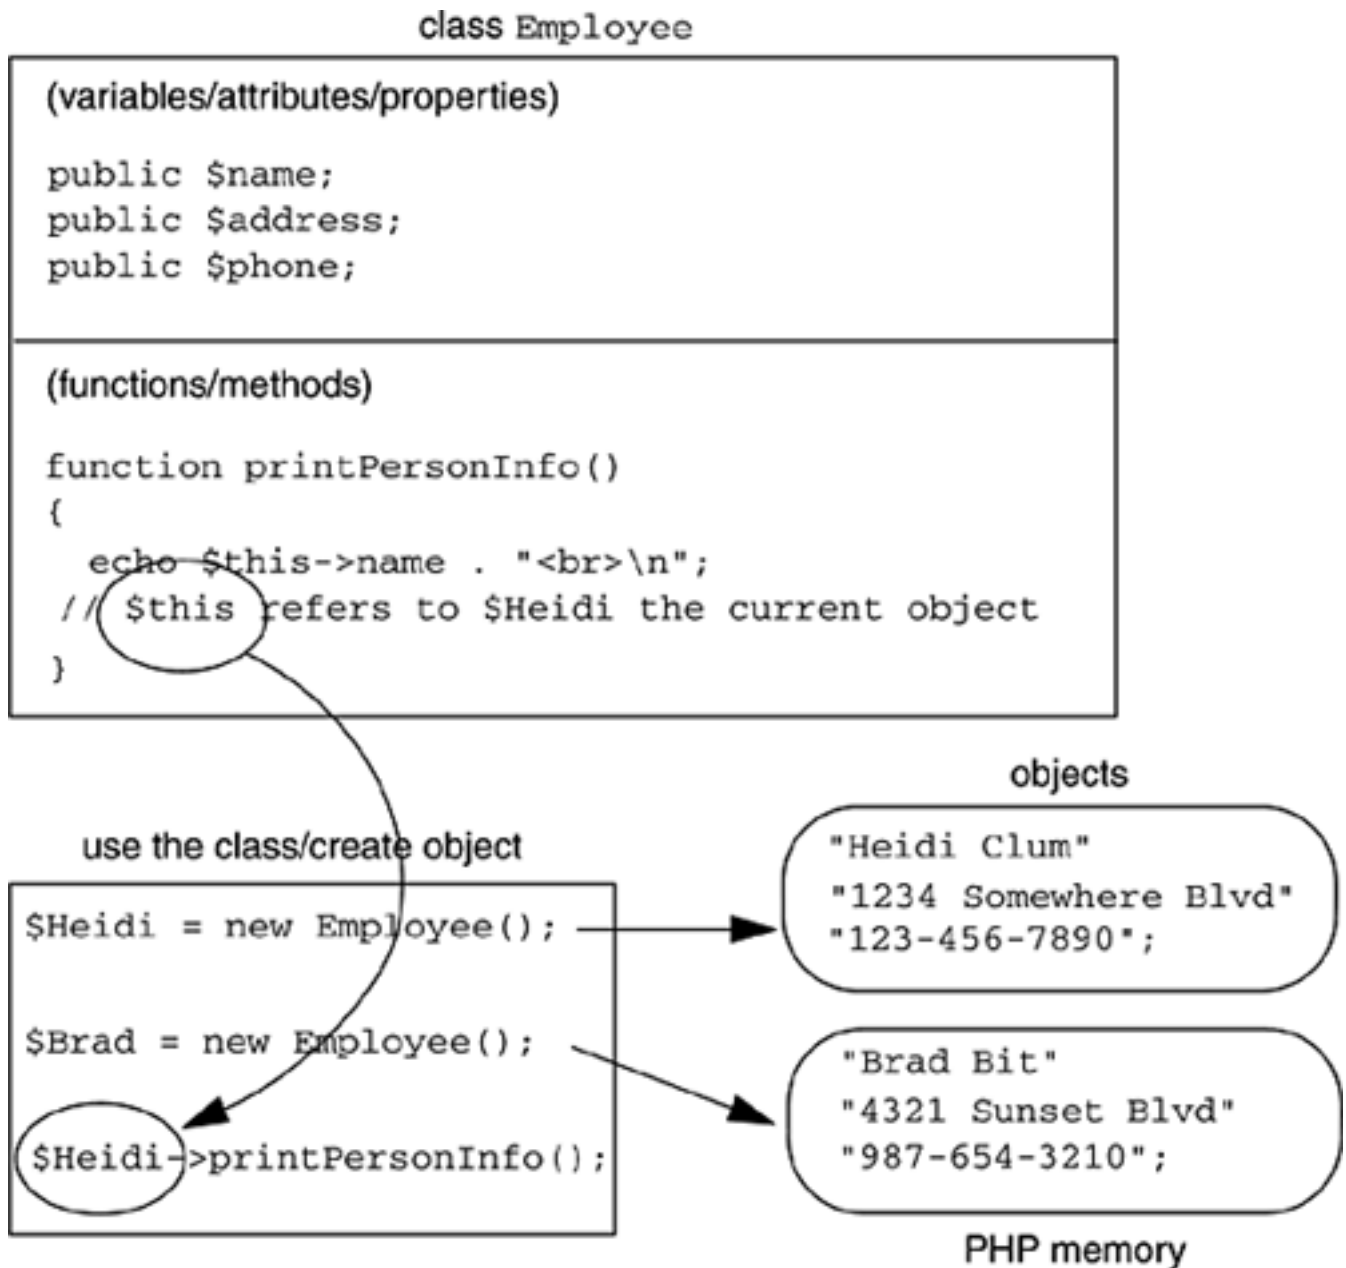 class Employee
(variables/attributes/properties)
public $name;
public $address;
public $phone;
(functions/methods)
function printPersonInfo()
{
echo $this->name . "<br>\n";
// $this refers to $Heidi the current object
}
use the class/create object
$Heidi = new Employee();
$Brad = new Employee();
$Heidi->printPersonInfo();
objects
"Heidi Clum"
"1234 Somewhere Blvd"
"123-456-7890";
"Brad Bit"
"4321 Sunset Blvd"
"987-654-3210";
PHP memory